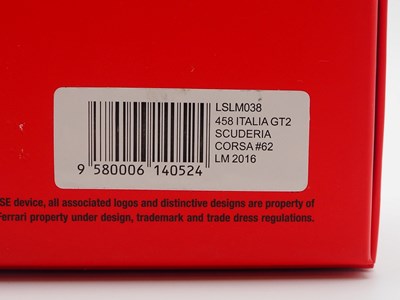 LSLM038
458 ITALIA GT2
SCUDERIA
CORSA #62
LM 2016
9 580006 140524
SE device, all associated logos and distinctive designs are property of
Ferrari property under design, trademark and trade dress regulations.